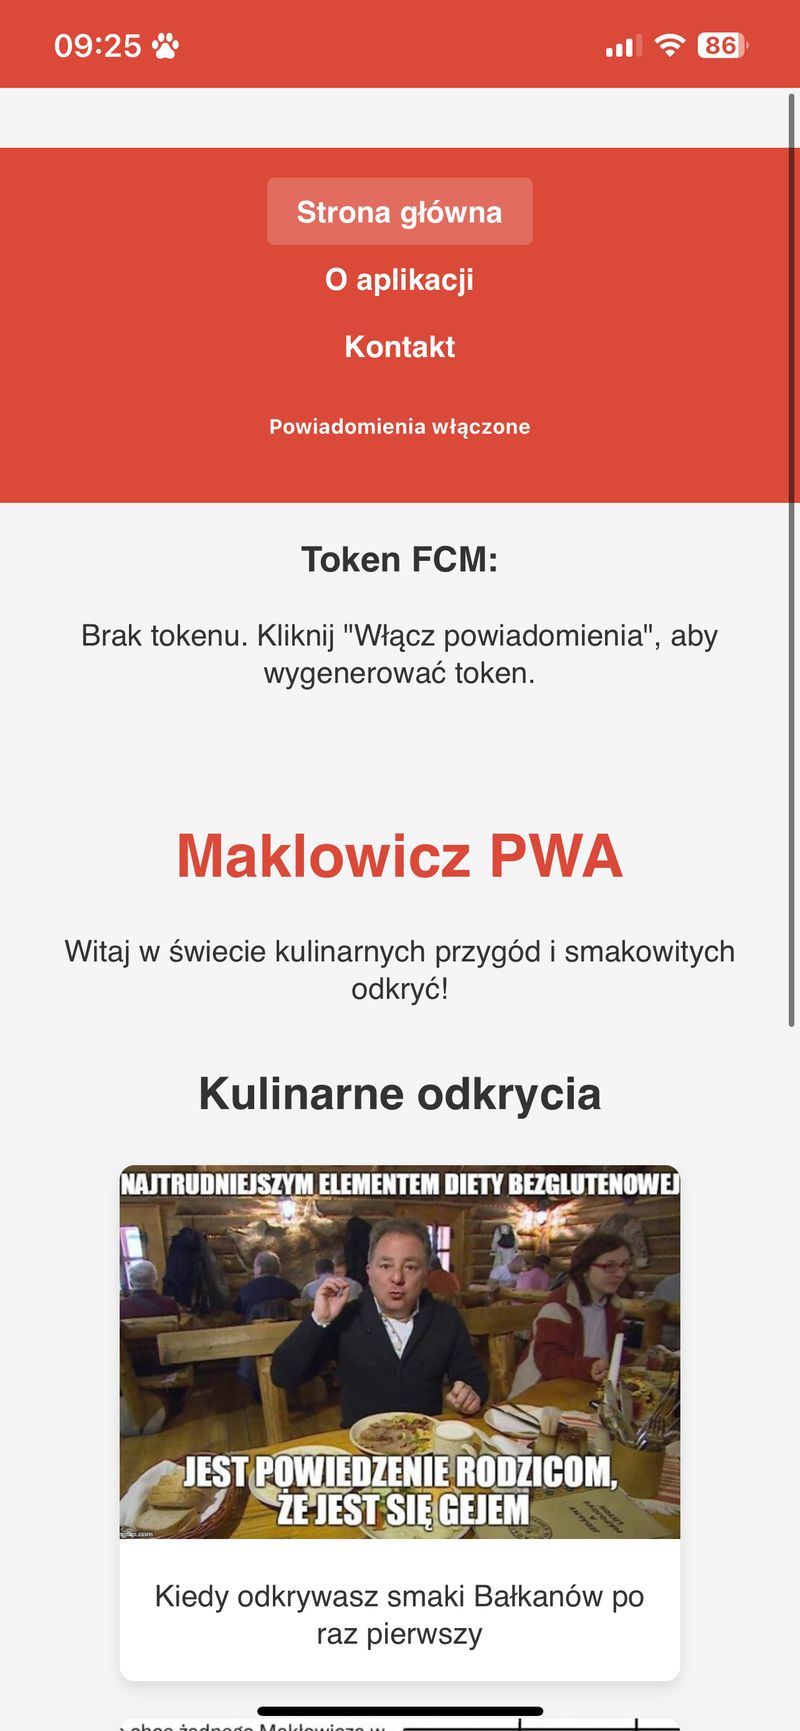 09:25
86
Strona główna
O aplikacji
Kontakt
Powiadomienia włączone
Token FCM:
Brak tokenu. Kliknij "Włącz powiadomienia", aby
wygenerować token.
Maklowicz PWA
Witaj w świecie kulinarnych przygód i smakowitych
odkryć!
Kulinarne odkrycia
NAJTRUDNIEJSZYM ELEMENTEM DIETY BEZGLUTENOWEJ
JEST POWIEDZENIE RODZICOM,
ŻE JEST SIĘ GEJEM
Kiedy odkrywasz smaki Bałkanów po
raz pierwszy